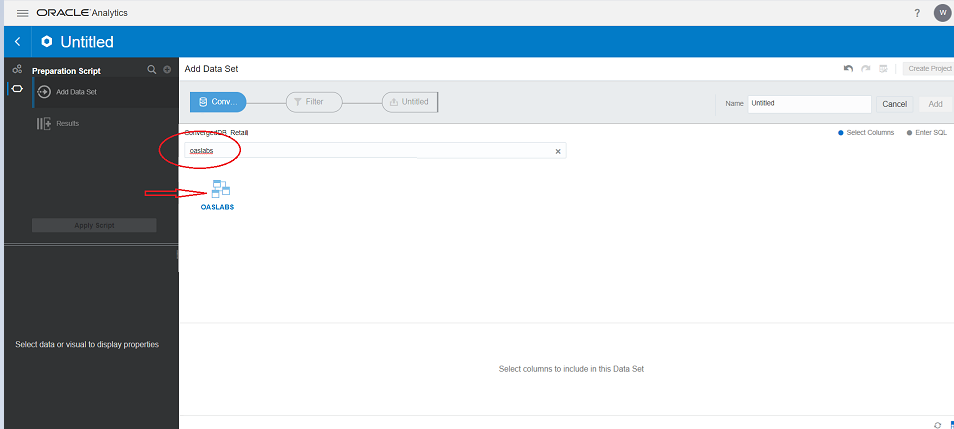 ORACLE Analytics
?
W
Untitled
Preparation Script
Add Data Set
Create Project
Add Data Set
Conv...
Filter
Untitled
Name
Untitled
Cancel
Add
Results
ConvergedDB_Retail
Select Columns
Enter SQL
oaslabs
OASLABS
Apply Script
Select data or visual to display properties
Select columns to include in this Data Set